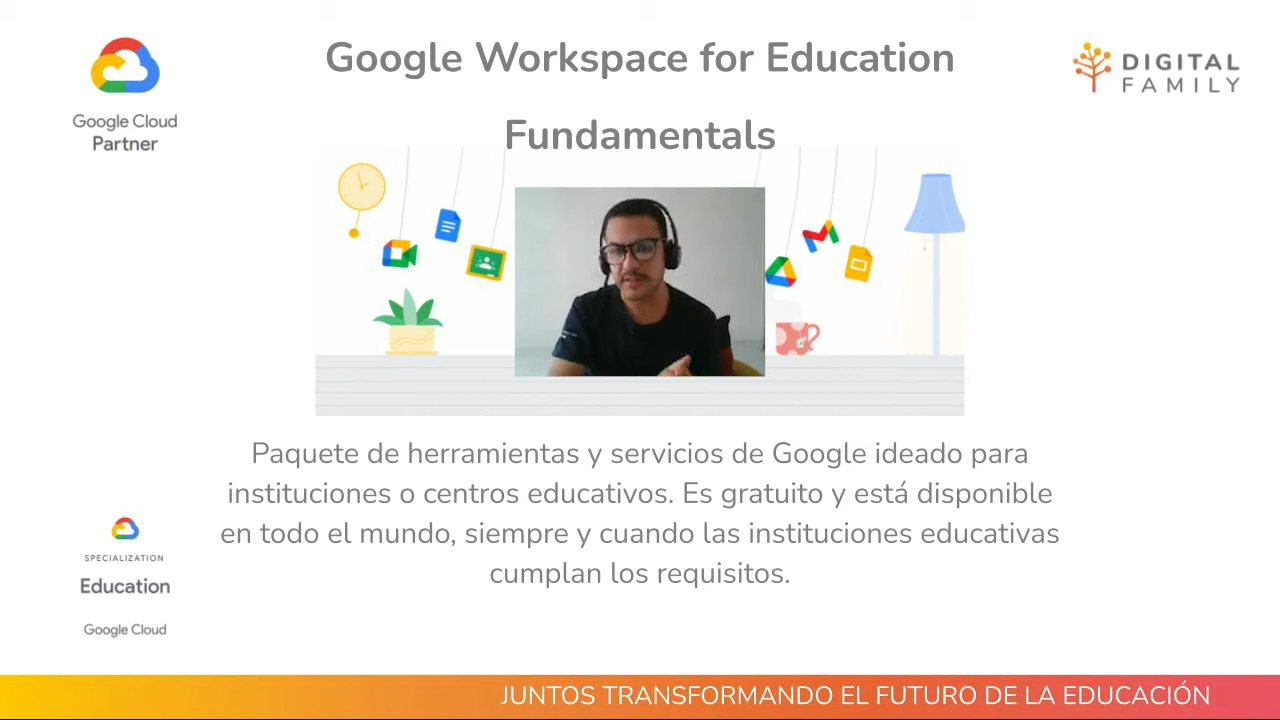 Google Workspace for Education
Fundamentals
Google Cloud
Partner
DIGITAL
FAMILY
Paquete de herramientas y servicios de Google ideado para
instituciones o centros educativos. Es gratuito y está disponible
en todo el mundo, siempre y cuando las instituciones educativas
cumplan los requisitos.
SPECIALIZATION
Education
Google Cloud
JUNTOS TRANSFORMANDO EL FUTURO DE LA EDUCACIÓN